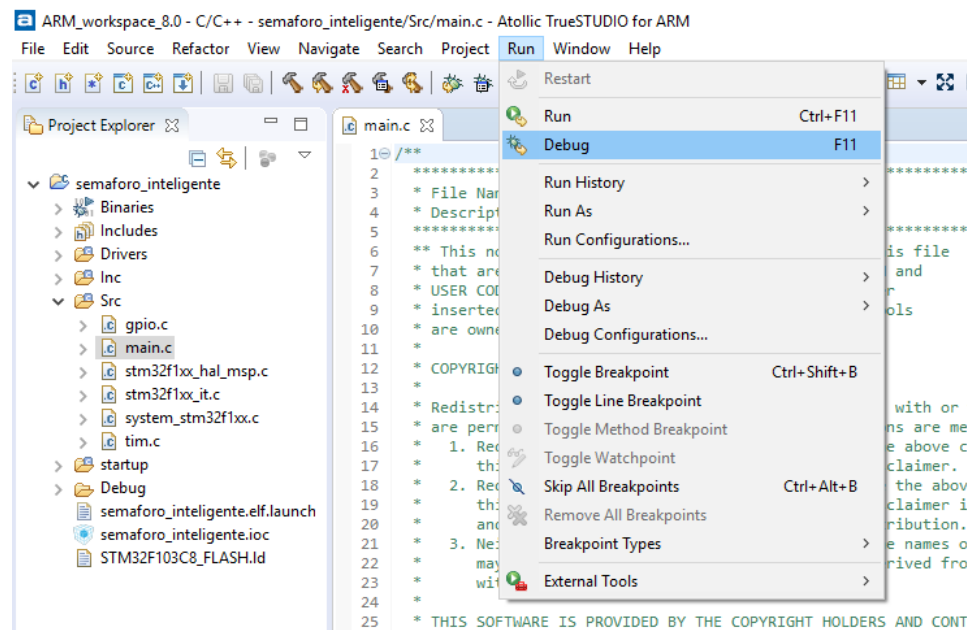 ARM_workspace_8.0 - C/C++ - semaforo_inteligente/Src/main.c - Atollic TrueSTUDIO for ARM
File Edit Source Refactor View Navigate Search Project Run Window Help
Project Explorer
semaforo_inteligente
Binaries
Includes
Drivers
Inc
Src
gpio.c
main.c
stm32f1xx_hal_msp.c
stm32f1xx_it.c
system_stm32f1xx.c
tim.c
startup
Debug
semaforo_inteligente.elf.launch
semaforo_inteligente.ioc
STM32F103C8_FLASH.ld
main.c
1 /**
2 **********
3 * File Nam
4 * Descript
5 **********
6 ** This no is file
7 * that are and
8 * USER COD r
9 * inserted ols
10 * are owne
11 *
12 * COPYRIGH
13 *
14 * Redistri with or
15 * are perm ns are me
16 * 1. Red e above c
17 * thi claimer.
18 * 2. Red the abov
19 * thi claimer i
20 * and ribution.
21 * 3. Nei e names o
22 * may rived fro
23 * wit
24 *
25 * THIS SOFTWARE IS PROVIDED BY THE COPYRIGHT HOLDERS AND CONT
Restart
Run Ctrl+F11
Debug F11
Run History
Run As
Run Configurations...
Debug History
Debug As
Debug Configurations...
Toggle Breakpoint Ctrl+Shift+B
Toggle Line Breakpoint
Toggle Method Breakpoint
Toggle Watchpoint
Skip All Breakpoints Ctrl+Alt+B
Remove All Breakpoints
Breakpoint Types
External Tools